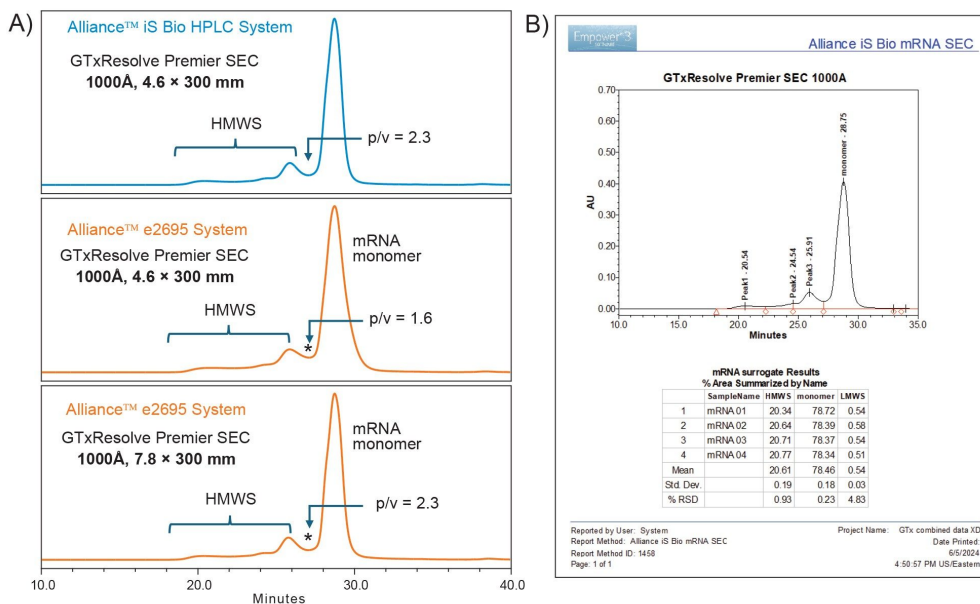 A)
Alliance™ iS Bio HPLC System
GTxResolve Premier SEC
1000Å, 4.6 × 300 mm
HMWS
p/v = 2.3
Alliance™ e2695 System
GTxResolve Premier SEC
1000Å, 4.6 × 300 mm
mRNA
monomer
HMWS
p/v = 1.6
*
Alliance™ e2695 System
GTxResolve Premier SEC
1000Å, 7.8 × 300 mm
mRNA
monomer
HMWS
p/v = 2.3
*
10.0 20.0 30.0 40.0
Minutes
B)
Empower 3
Alliance iS Bio mRNA SEC
GTxResolve Premier SEC 1000A
0.70
0.60
0.50
0.40
0.30
0.20
0.10
0.00
AU
Peak1 - 20.54
Peak2 - 24.54
Peak3 - 25.91
monomer - 28.75
10.0 15.0 20.0 25.0 30.0 35.0
Minutes
mRNA surrogate Results
% Area Summarized by Name
SampleName HMWS monomer LMWS
1 mRNA 01 20.34 78.72 0.54
2 mRNA 02 20.64 78.39 0.58
3 mRNA 03 20.71 78.37 0.54
4 mRNA 04 20.77 78.34 0.51
Mean 20.61 78.46 0.54
Std. Dev. 0.19 0.18 0.03
% RSD 0.93 0.23 4.83
Reported by User: System
Report Method: Alliance iS Bio mRNA SEC
Report Method ID: 1458
Page: 1 of 1
Project Name: GTx combined data XD
Date Printed:
6/5/2024
4:50:57 PM US/Eastern